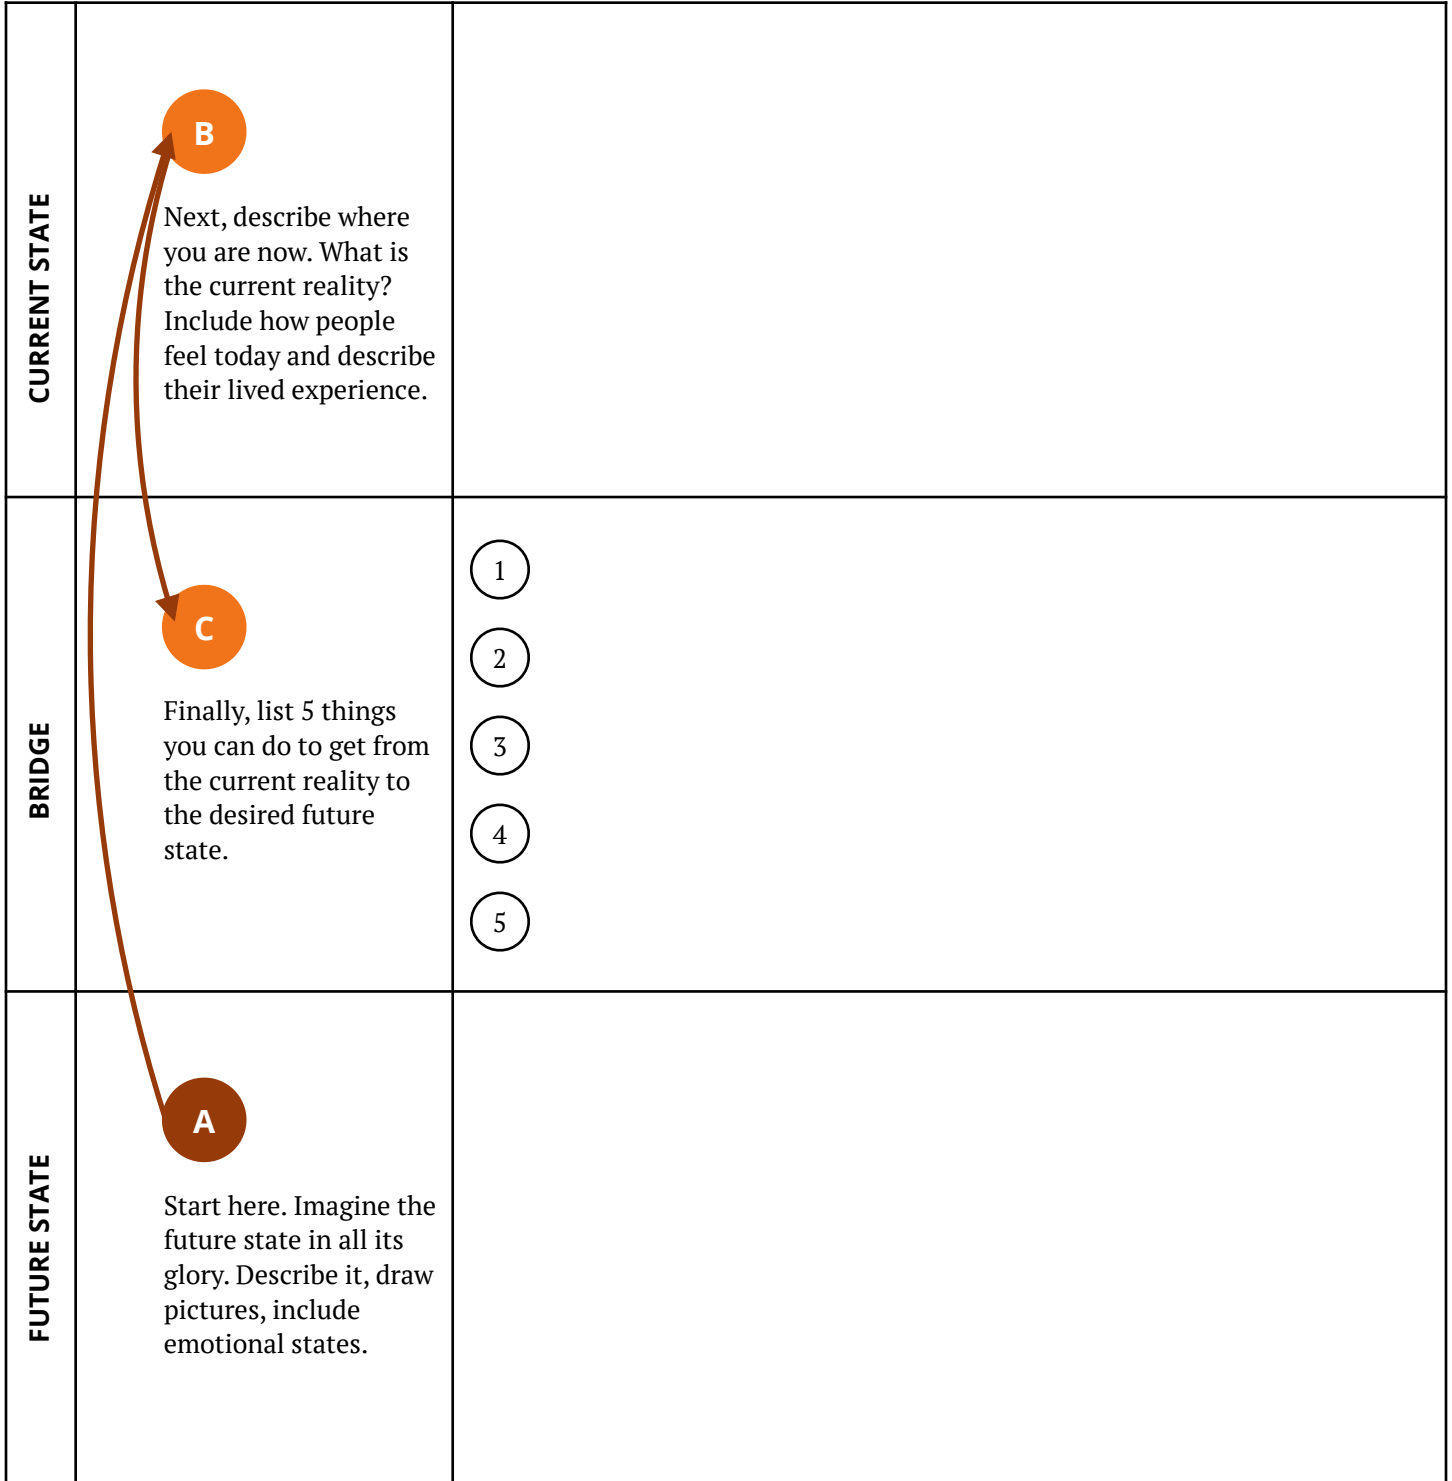 CURRENT STATE
B
Next, describe where
you are now. What is
the current reality?
Include how people
feel today and describe
their lived experience.
BRIDGE
C
Finally, list 5 things
you can do to get from
the current reality to
the desired future
state.
1
2
3
4
5
FUTURE STATE
A
Start here. Imagine the
future state in all its
glory. Describe it, draw
pictures, include
emotional states.